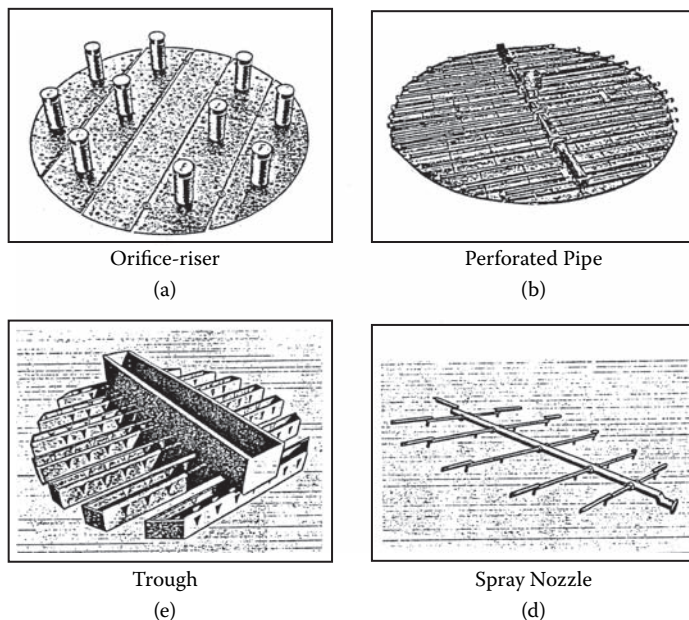 Orifice-riser
Perforated Pipe
(a)
(b)
Trough
Spray Nozzle
(e)
(d)